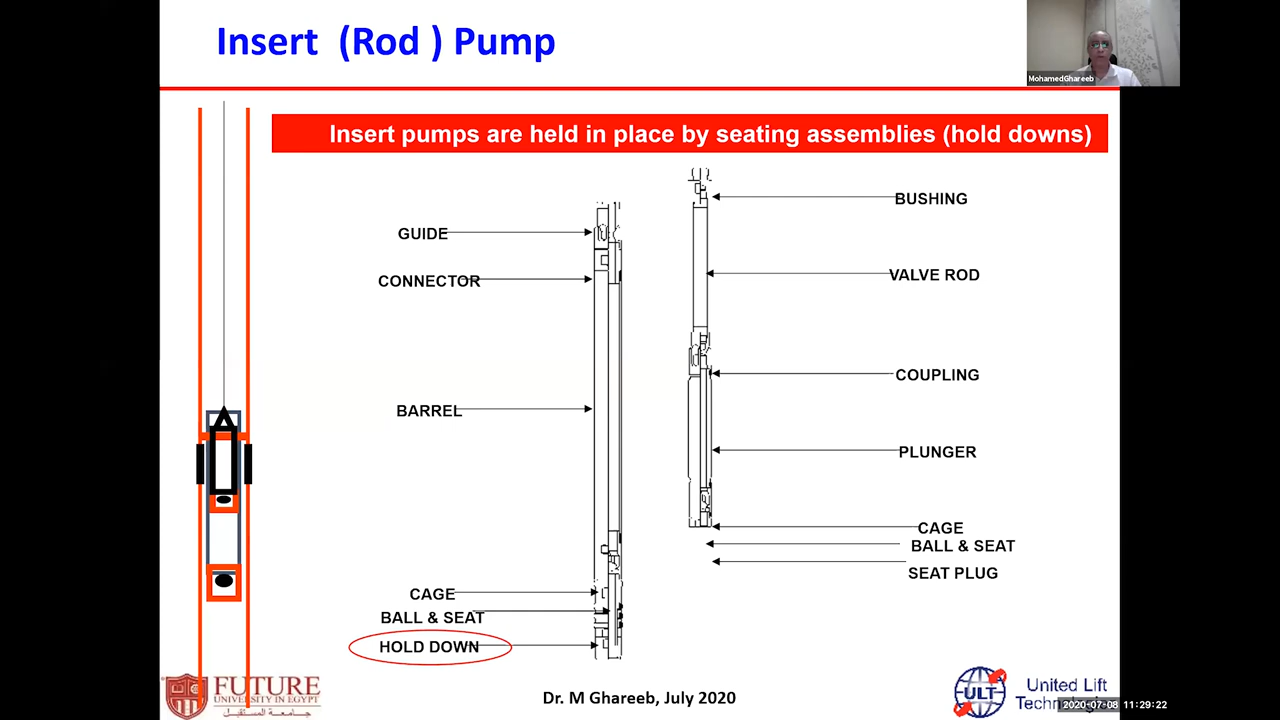 Insert (Rod ) Pump
MohamedGhareeb
Insert pumps are held in place by seating assemblies (hold downs)
BUSHING
GUIDE
VALVE ROD
CONNECTOR
COUPLING
BARREL
PLUNGER
CAGE
BALL & SEAT
SEAT PLUG
CAGE
BALL & SEAT
HOLD DOWN
FUTURE
UNIVERSITY IN EGYPT
جامعة المستقبل
Dr. M Ghareeb, July 2020
ULT
United Lift
2020-07-08 11:29:22